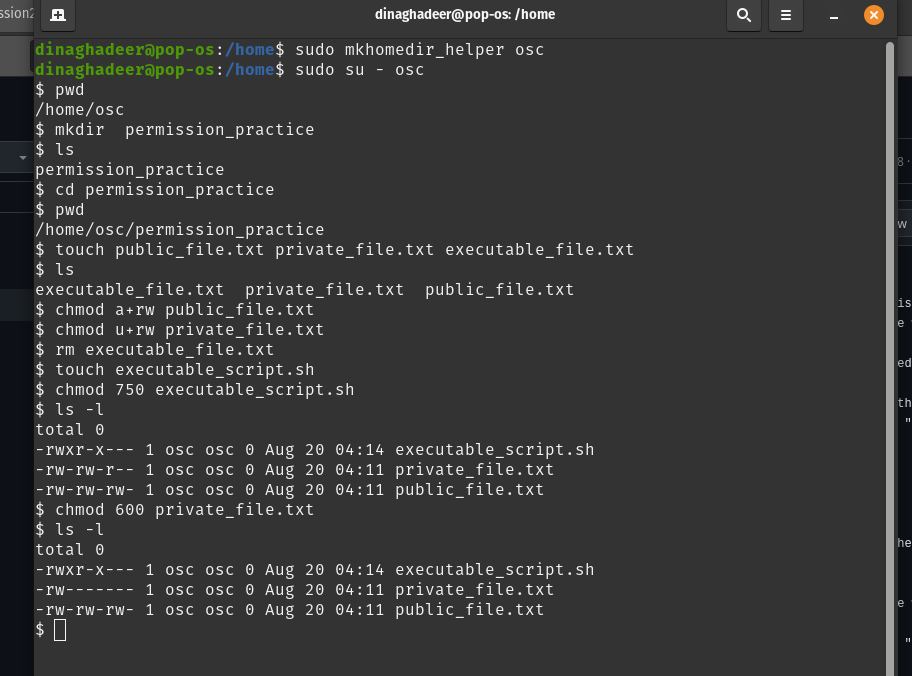 ssion2
dinaghadeer@pop-os: /home
dinaghadeer@pop-os:/home$ sudo mkhomedir_helper osc
dinaghadeer@pop-os:/home$ sudo su - osc
$ pwd
/home/osc
$ mkdir  permission_practice
$ ls
permission_practice
$ cd permission_practice
$ pwd
/home/osc/permission_practice
$ touch public_file.txt private_file.txt executable_file.txt
$ ls
executable_file.txt  private_file.txt  public_file.txt
$ chmod a+rw public_file.txt
$ chmod u+rw private_file.txt
$ rm executable_file.txt
$ touch executable_script.sh
$ chmod 750 executable_script.sh
$ ls -l
total 0
-rwxr-x--- 1 osc osc 0 Aug 20 04:14 executable_script.sh
-rw-rw-r-- 1 osc osc 0 Aug 20 04:11 private_file.txt
-rw-rw-rw- 1 osc osc 0 Aug 20 04:11 public_file.txt
$ chmod 600 private_file.txt
$ ls -l
total 0
-rwxr-x--- 1 osc osc 0 Aug 20 04:14 executable_script.sh
-rw------- 1 osc osc 0 Aug 20 04:11 private_file.txt
-rw-rw-rw- 1 osc osc 0 Aug 20 04:11 public_file.txt
$